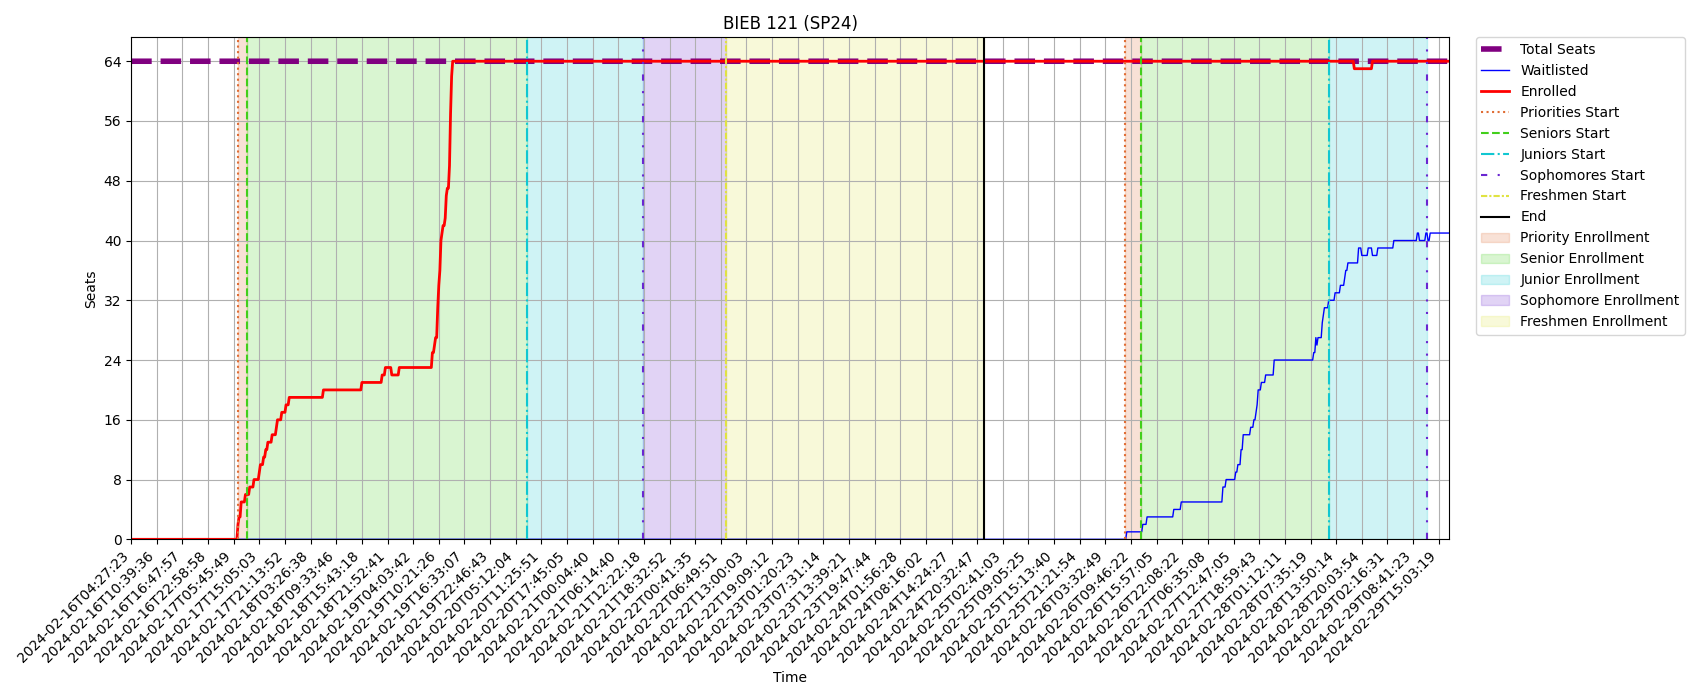 BIEB 121 (SP24)
Seats
64
56
48
40
32
24
16
8
0
2024-02-16T04:27:23
2024-02-16T10:39:36
2024-02-16T16:47:57
2024-02-16T22:58:58
2024-02-17T05:45:49
2024-02-17T15:05:03
2024-02-17T21:13:52
2024-02-18T03:26:38
2024-02-18T09:33:46
2024-02-18T15:43:18
2024-02-18T21:52:41
2024-02-19T04:03:42
2024-02-19T10:21:26
2024-02-19T16:33:07
2024-02-19T22:46:43
2024-02-20T05:12:04
2024-02-20T11:25:51
2024-02-20T17:45:05
2024-02-21T00:04:40
2024-02-21T06:14:40
2024-02-21T12:22:18
2024-02-21T18:32:52
2024-02-22T00:41:35
2024-02-22T06:49:51
2024-02-22T13:00:03
2024-02-22T19:09:12
2024-02-23T01:20:23
2024-02-23T07:31:14
2024-02-23T13:39:21
2024-02-23T19:47:44
2024-02-24T01:56:28
2024-02-24T08:16:02
2024-02-24T14:24:27
2024-02-24T20:32:47
2024-02-25T02:41:03
2024-02-25T09:05:25
2024-02-25T15:13:40
2024-02-25T21:21:54
2024-02-26T03:32:49
2024-02-26T09:46:22
2024-02-26T15:57:05
2024-02-26T22:08:22
2024-02-27T06:35:08
2024-02-27T12:47:05
2024-02-27T18:59:43
2024-02-28T01:12:11
2024-02-28T07:35:19
2024-02-28T13:50:14
2024-02-28T20:03:54
2024-02-29T02:16:31
2024-02-29T08:41:23
2024-02-29T15:03:19
Time
Total Seats
Waitlisted
Enrolled
Priorities Start
Seniors Start
Juniors Start
Sophomores Start
Freshmen Start
End
Priority Enrollment
Senior Enrollment
Junior Enrollment
Sophomore Enrollment
Freshmen Enrollment